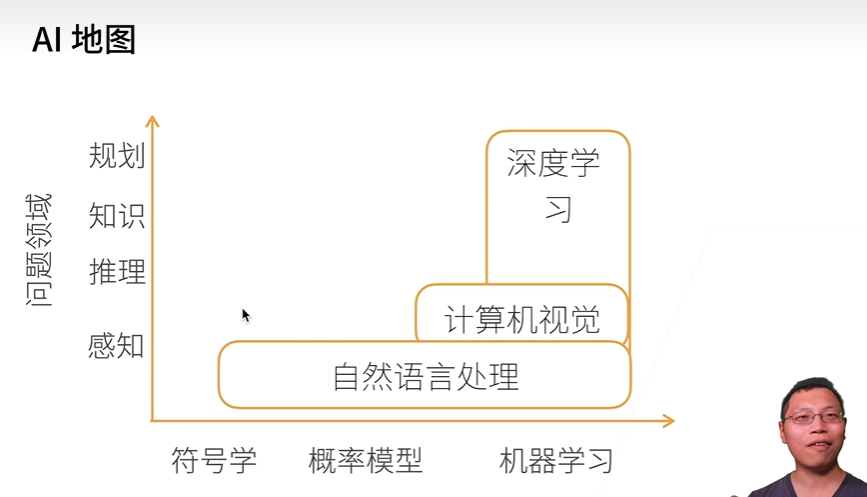 AI 地图
规划
知识
推理
感知
问题领域
深度学
习
计算机视觉
自然语言处理
符号学
概率模型
机器学习